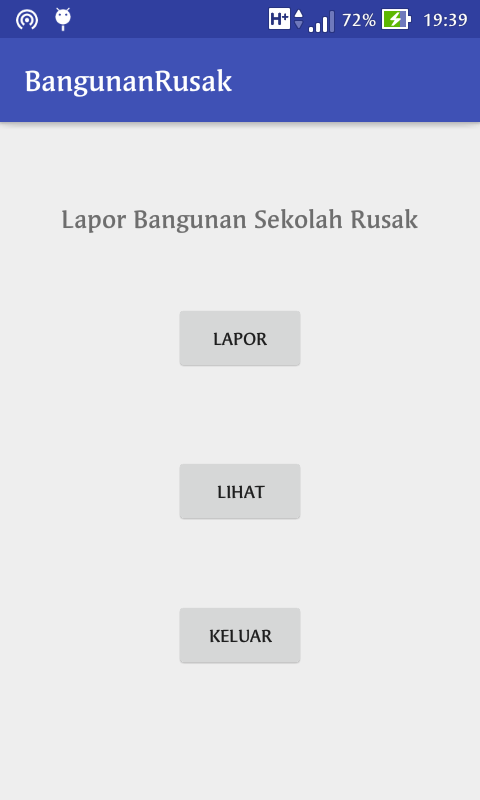 H+ 72% 19:39
BangunanRusak
Lapor Bangunan Sekolah Rusak
LAPOR
LIHAT
KELUAR